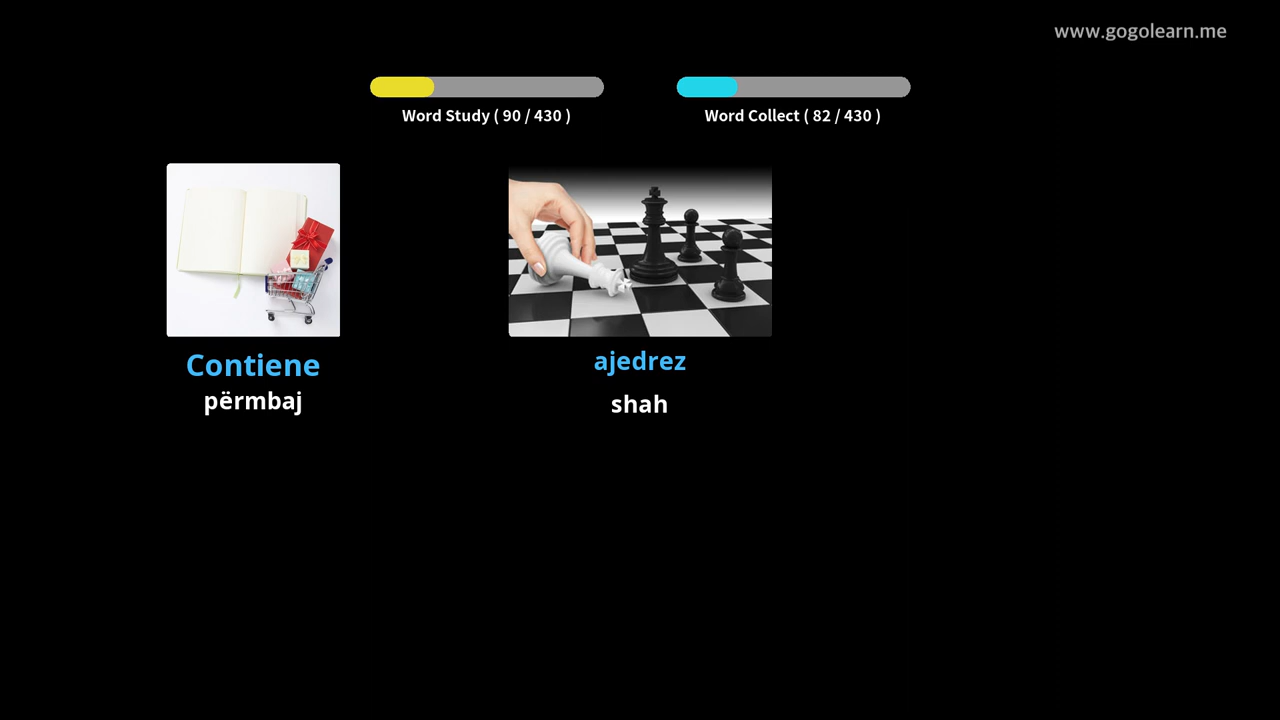 www.gogolearn.me
Word Study ( 90 / 430 )
Word Collect ( 82 / 430 )
Contiene
përmbaj
ajedrez
shah